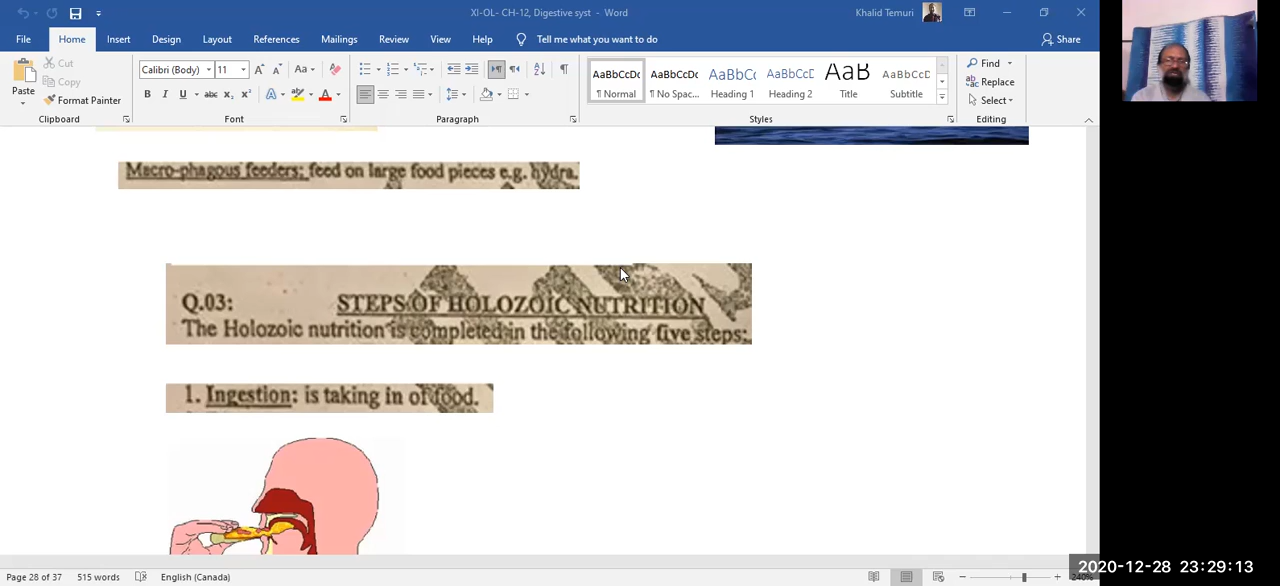 XI-OL- CH-12, Digestive syst - Word
Khalid Temuri
File Home Insert Design Layout References Mailings Review View Help Tell me what you want to do Share
Paste
Cut
Copy
Format Painter
Clipboard
Calibri (Body) 11
Font
Paragraph
AaBbCcDc AaBbCcDc AaBbCc AaBbCcD AaB AaBbCcD
¶ Normal ¶ No Spac... Heading 1 Heading 2 Title Subtitle
Styles
Find
Replace
Select
Editing
Macro-phagous feeders: feed on large food pieces e.g. hydra.
Q.03: STEPS OF HOLOZOIC NUTRITION
The Holozoic nutrition is completed in the following five steps:
1. Ingestion: is taking in of food.
Page 28 of 37 515 words English (Canada)
240%
2020-12-28 23:29:13